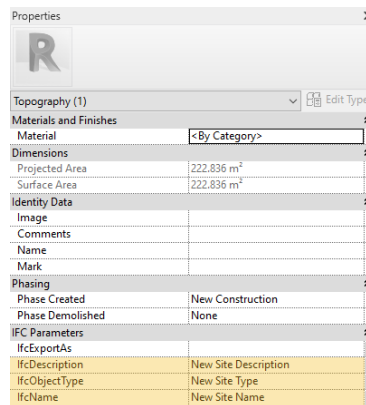 Properties
R
Topography (1)
Edit Type
Materials and Finishes
Material <By Category>
Dimensions
Projected Area 222.836 m²
Surface Area 222.836 m²
Identity Data
Image
Comments
Name
Mark
Phasing
Phase Created New Construction
Phase Demolished None
IFC Parameters
IfcExportAs
IfcDescription New Site Description
IfcObjectType New Site Type
IfcName New Site Name